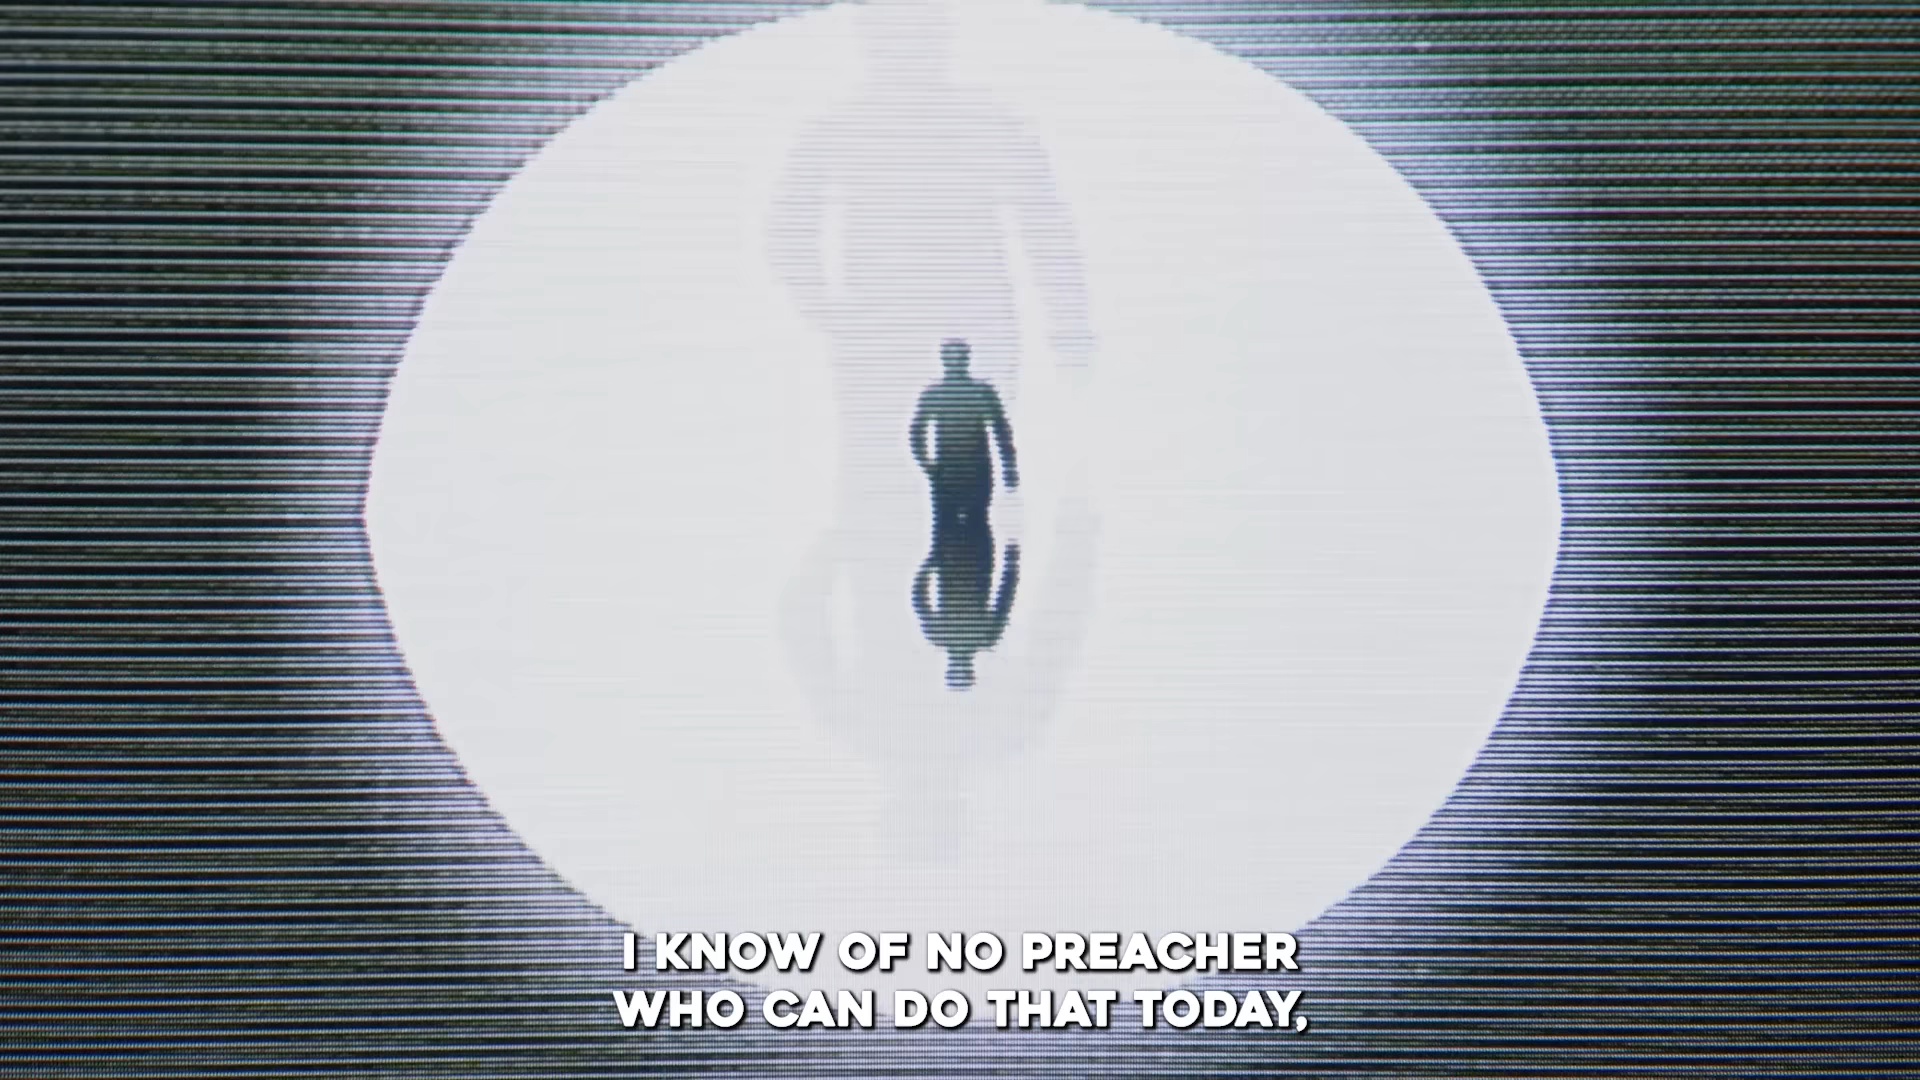 I KNOW OF NO PREACHER
WHO CAN DO THAT TODAY,